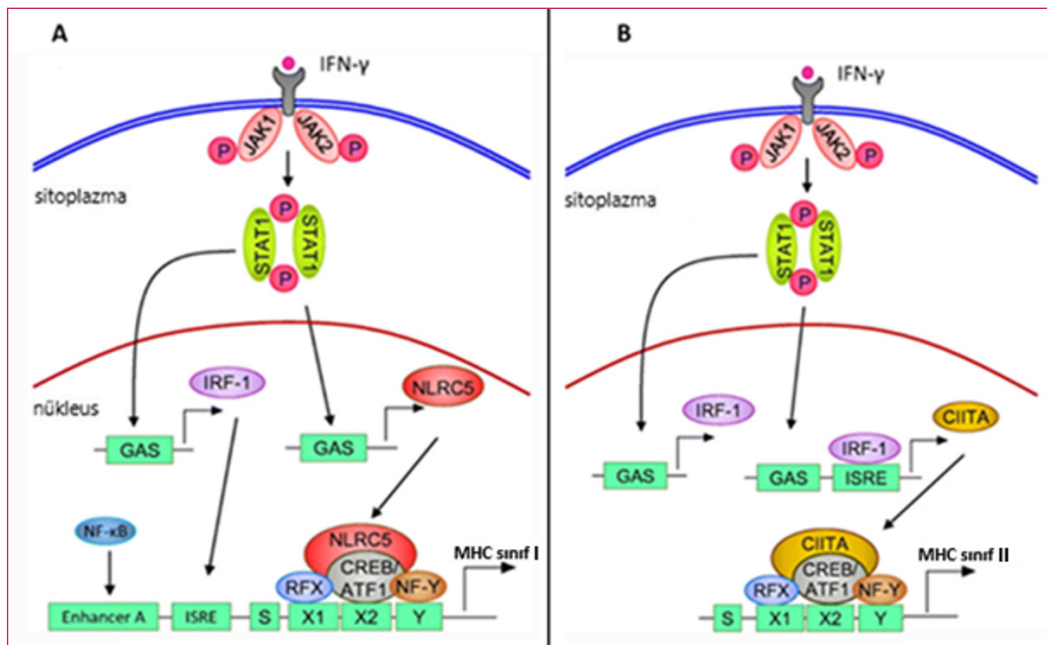 A
IFN-γ
JAK1
JAK2
P
P
sitoplazma
P
STAT1
STAT1
P
nükleus
IRF-1
NLRC5
GAS
GAS
NF-κB
NLRC5
CREB/
ATF1
RFX
NF-Y
MHC sınıf I
Enhancer A
ISRE
S
X1
X2
Y
B
IFN-γ
JAK1
JAK2
P
P
sitoplazma
P
STAT1
STAT1
P
nükleus
IRF-1
CIITA
GAS
GAS
IRF-1
ISRE
CIITA
CREB/
ATF1
RFX
NF-Y
MHC sınıf II
S
X1
X2
Y